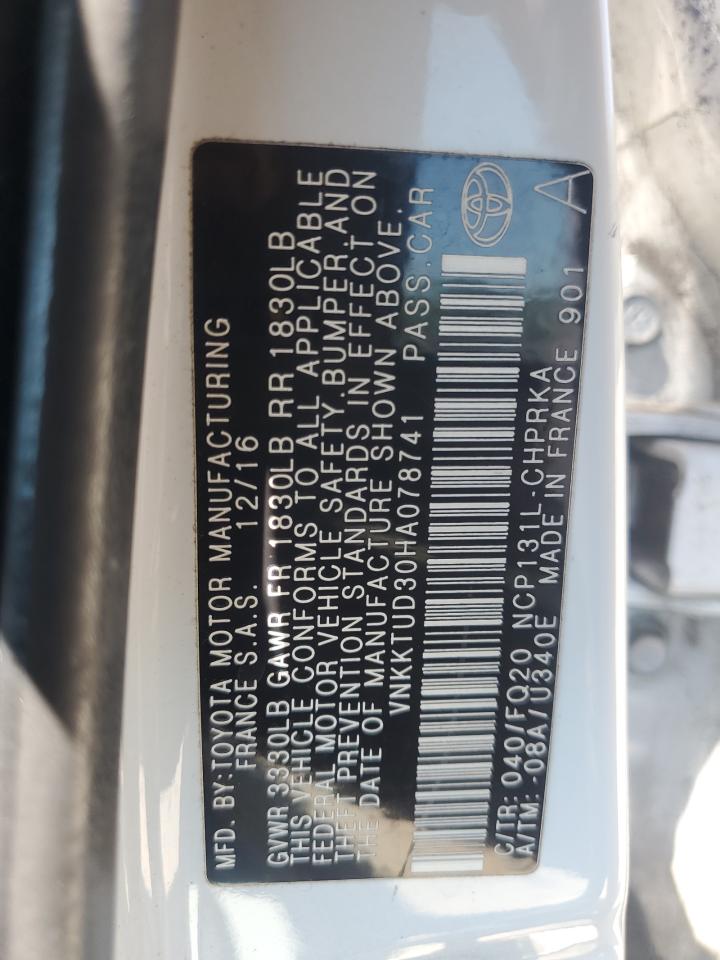 MFD. BY:TOYOTA MOTOR MANUFACTURING
FRANCE S.A.S. 12/16
GVWR 3330LB GAWR FR 1830LB RR 1830LB
THIS VEHICLE CONFORMS TO ALL APPLICABLE
FEDERAL MOTOR VEHICLE SAFETY,BUMPER,AND
THEFT PREVENTION STANDARDS IN EFFECT ON
THE DATE OF MANUFACTURE SHOWN ABOVE.
VNKKTUD30HA078741 PASS.CAR
C/TR: 040/FQ20 NCP131L-CHPRKA
A/TM: -08A/U340E MADE IN FRANCE 901
A